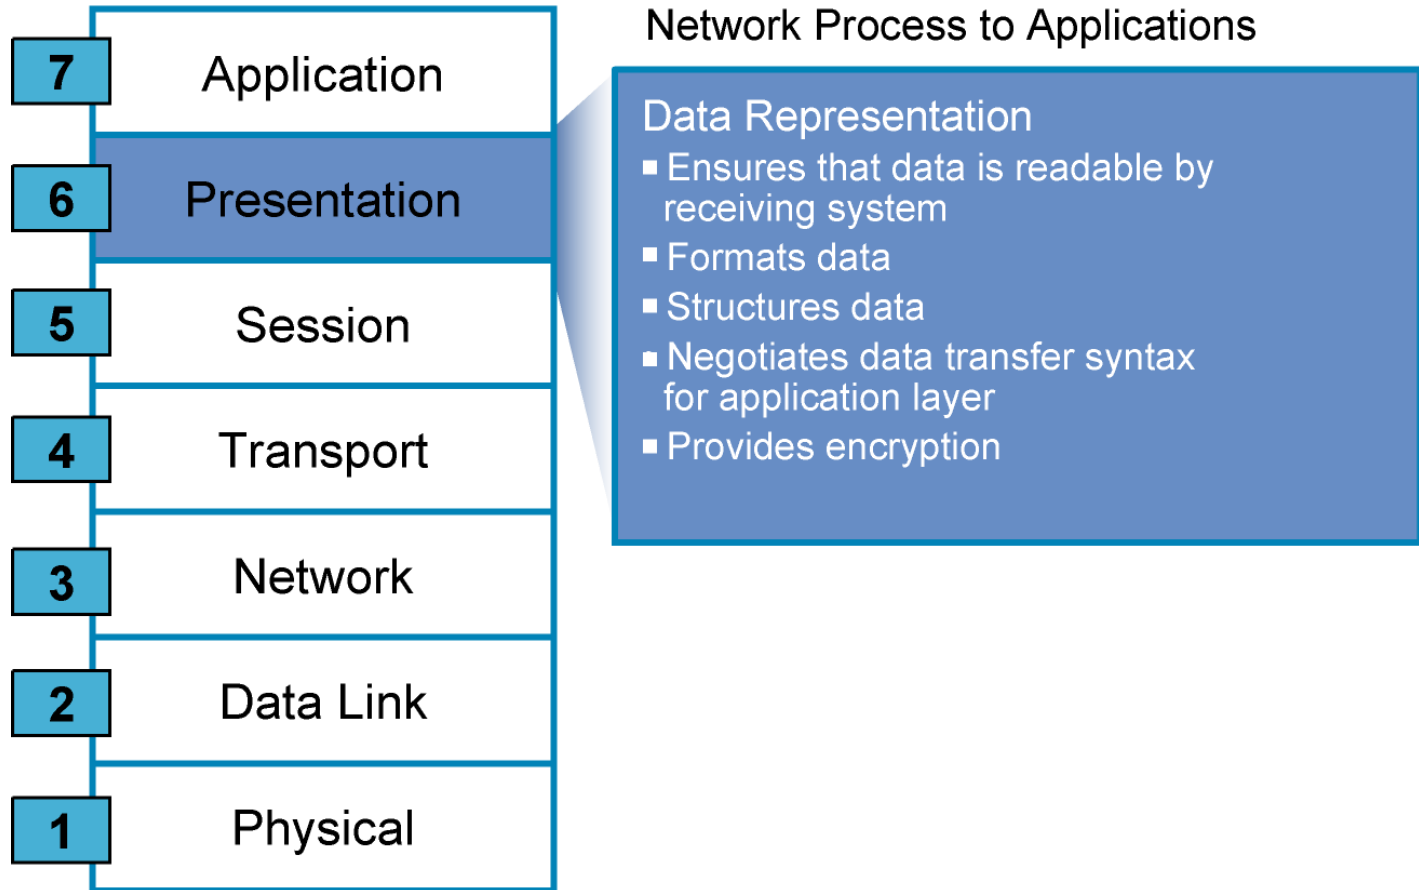 Network Process to Applications
7
Application
6
Presentation
5
Session
4
Transport
3
Network
2
Data Link
1
Physical
Data Representation
▪ Ensures that data is readable by
receiving system
▪ Formats data
▪ Structures data
▪ Negotiates data transfer syntax
for application layer
▪ Provides encryption